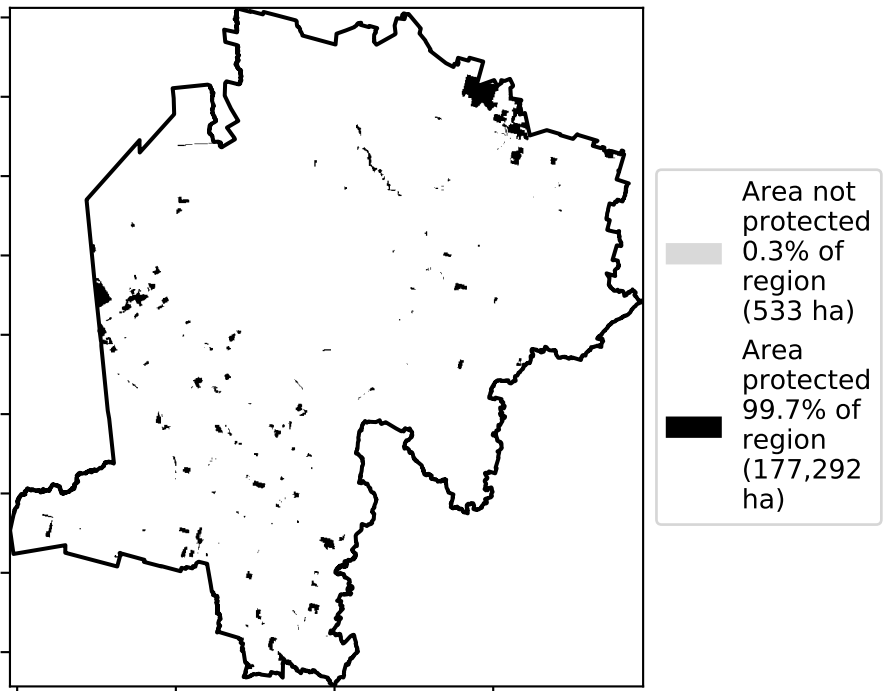 Area not
protected
0.3% of
region
(533 ha)
Area
protected
99.7% of
region
(177,292
ha)